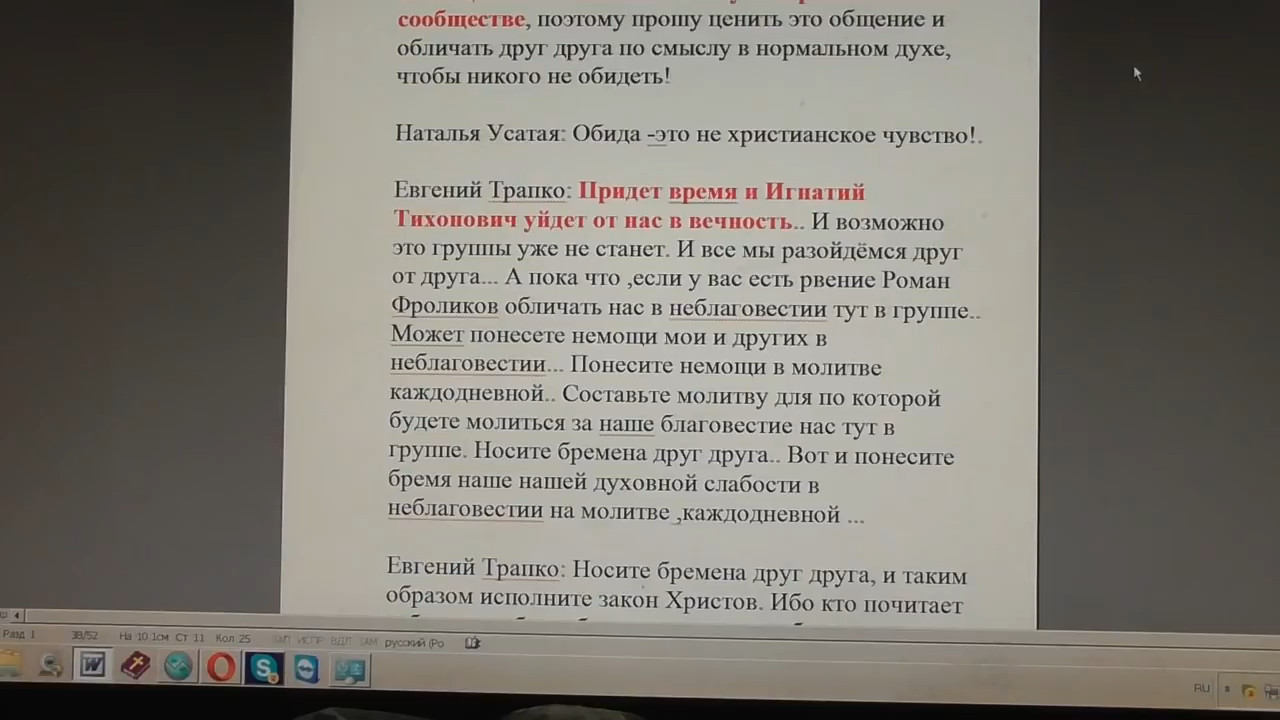 сообществе, поэтому прошу ценить это общение и
обличать друг друга по смыслу в нормальном духе,
чтобы никого не обидеть!
Наталья Усатая: Обида -это не христианское чувство!.
Евгений Трапко: Придет время и Игнатий
Тихонович уйдет от нас в вечность.. И возможно
это группы уже не станет. И все мы разойдёмся друг
от друга... А пока что ,если у вас есть рвение Роман
Фроликов обличать нас в неблаговестии тут в группе..
Может понесете немощи мои и других в
неблаговестии... Понесите немощи в молитве
каждодневной.. Составьте молитву для по которой
будете молиться за наше благовестие нас тут в
группе. Носите бремена друг друга.. Вот и понесите
бремя наше нашей духовной слабости в
неблаговестии на молитве ,каждодневной ...
Евгений Трапко: Носите бремена друг друга, и таким
образом исполните закон Христов. Ибо кто почитает
Разд 1 38/52 На 10,1см Ст 11 Кол 25 ЗАП ИСПР ВДЛ ЗАМ русский (Ро
RU